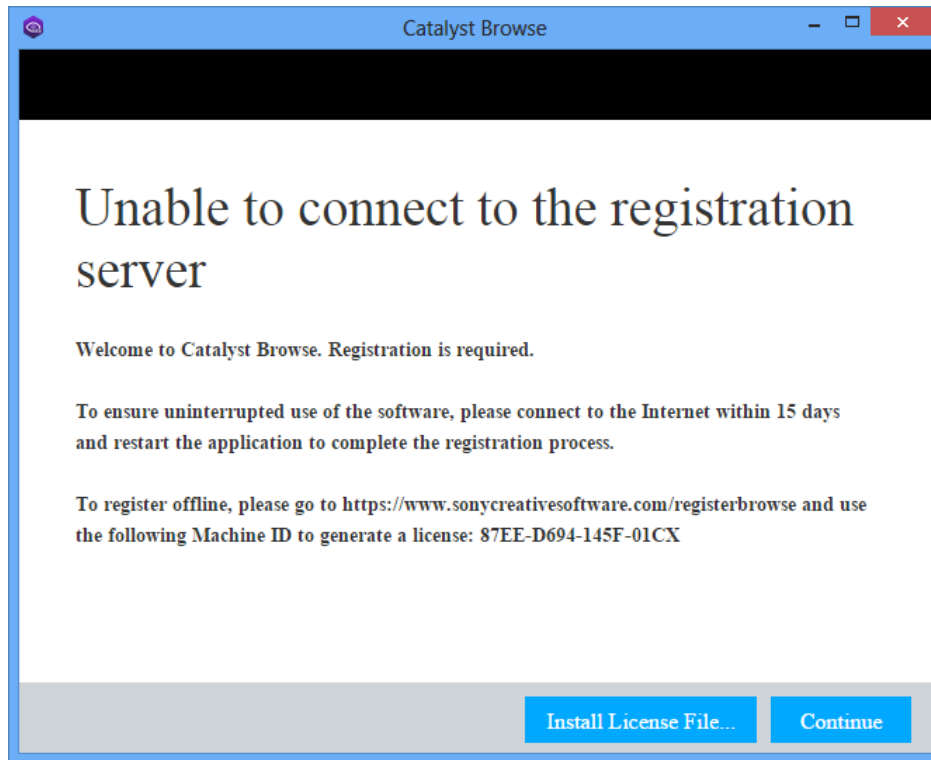 Catalyst Browse
Unable to connect to the registration
server
Welcome to Catalyst Browse. Registration is required.
To ensure uninterrupted use of the software, please connect to the Internet within 15 days
and restart the application to complete the registration process.
To register offline, please go to https://www.sonycreativesoftware.com/registerbrowse and use
the following Machine ID to generate a license: 87EE-D694-145F-01CX
Install License File...
Continue